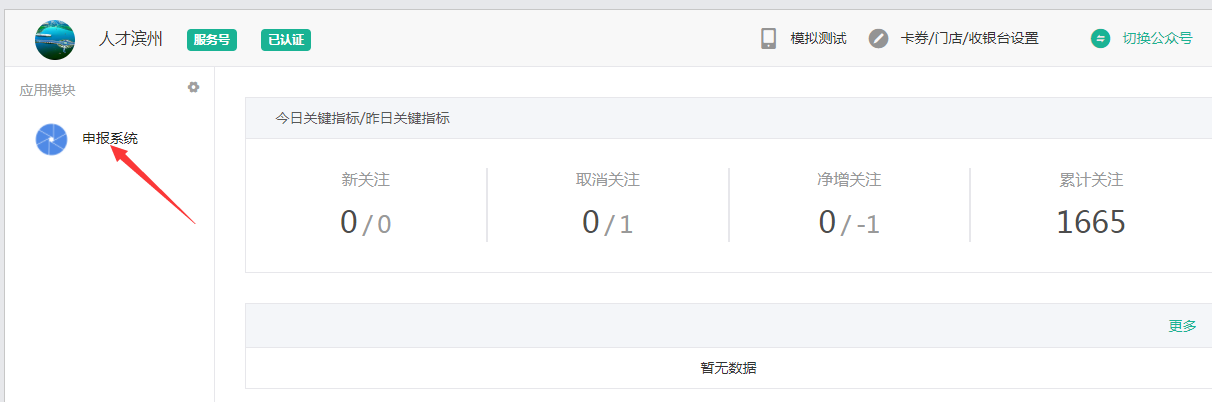 人才滨州 服务号 已认证 模拟测试 卡券/门店/收银台设置 切换公众号
应用模块
申报系统
今日关键指标/昨日关键指标
新关注 取消关注 净增关注 累计关注
0 / 0 0 / 1 0 / -1 1665
更多
暂无数据